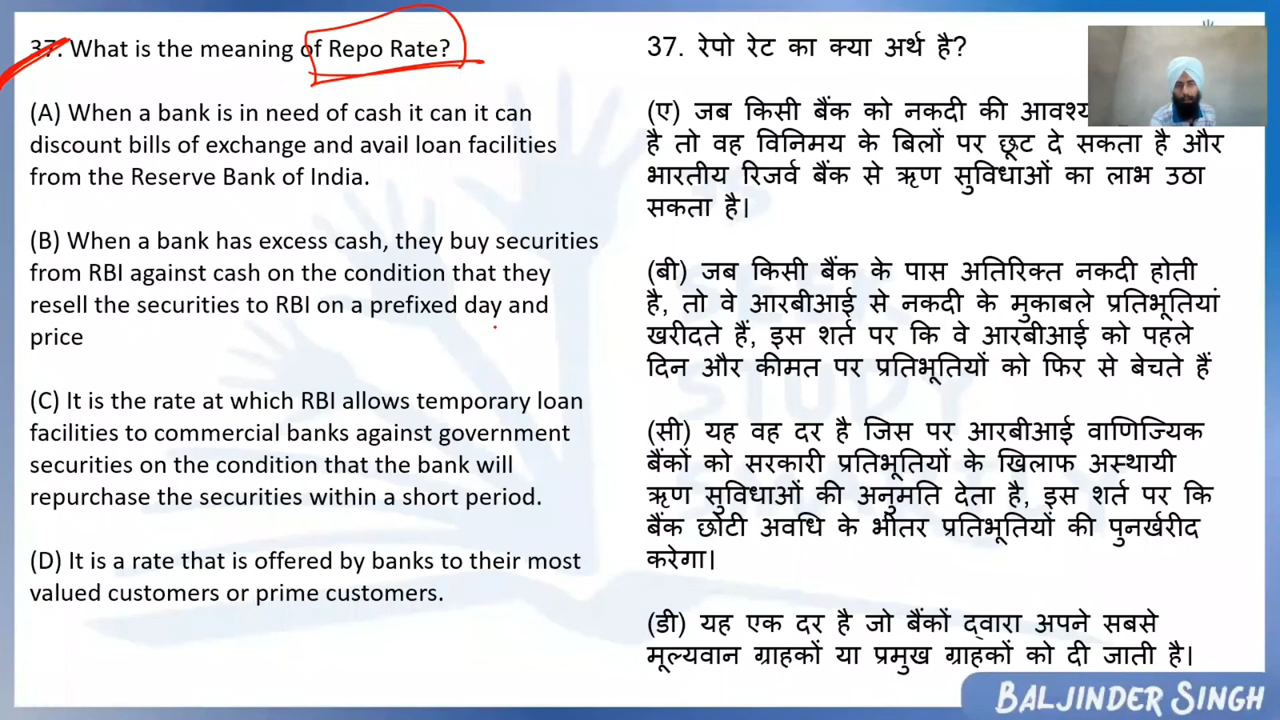 37. What is the meaning of Repo Rate?
(A) When a bank is in need of cash it can it can
discount bills of exchange and avail loan facilities
from the Reserve Bank of India.
(B) When a bank has excess cash, they buy securities
from RBI against cash on the condition that they
resell the securities to RBI on a prefixed day and
price
(C) It is the rate at which RBI allows temporary loan
facilities to commercial banks against government
securities on the condition that the bank will
repurchase the securities within a short period.
(D) It is a rate that is offered by banks to their most
valued customers or prime customers.
37. रेपो रेट का क्या अर्थ है?
(ए) जब किसी बैंक को नकदी की
है तो वह विनिमय के बिलों पर छूट दे सकता है और
भारतीय रिजर्व बैंक से ऋण सुविधाओं का लाभ उठा
सकता है।
(बी) जब किसी बैंक के पास अतिरिक्त नकदी होती
है, तो वे आरबीआई से नकदी के मुकाबले प्रतिभूतियां
खरीदते हैं, इस शर्त पर कि वे आरबीआई को पहले
दिन और कीमत पर प्रतिभूतियों को फिर से बेचते हैं
(सी) यह वह दर है जिस पर आरबीआई वाणिज्यिक
बैंकों को सरकारी प्रतिभूतियों के खिलाफ अस्थायी
ऋण सुविधाओं की अनुमति देता है, इस शर्त पर कि
बैंक छोटी अवधि के भीतर प्रतिभूतियों की पुनर्खरीद
करेगा।
(डी) यह एक दर है जो बैंकों द्वारा अपने सबसे
मूल्यवान ग्राहकों या प्रमुख ग्राहकों को दी जाती है।
STUDY
BALJINDER SINGH